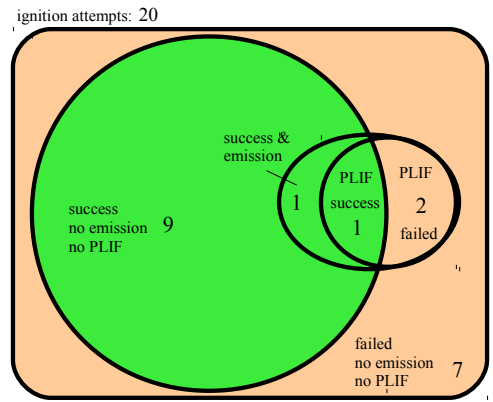 ignition attempts: 20
success &
emission
PLIF
PLIF
success
1
1
2
failed
success
no emission 9
no PLIF
failed
no emission 7
no PLIF